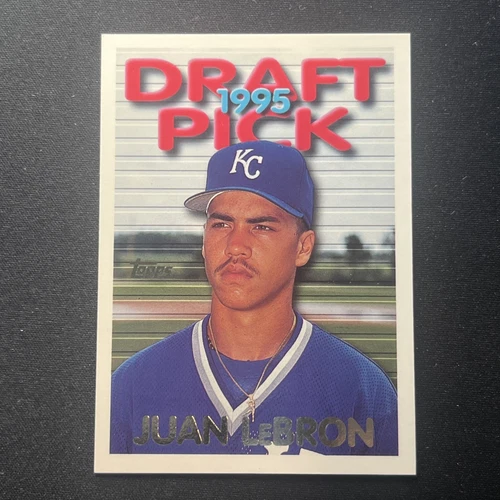 DRAFT
1995
PICK
KC
Topps
JUAN LeBRON